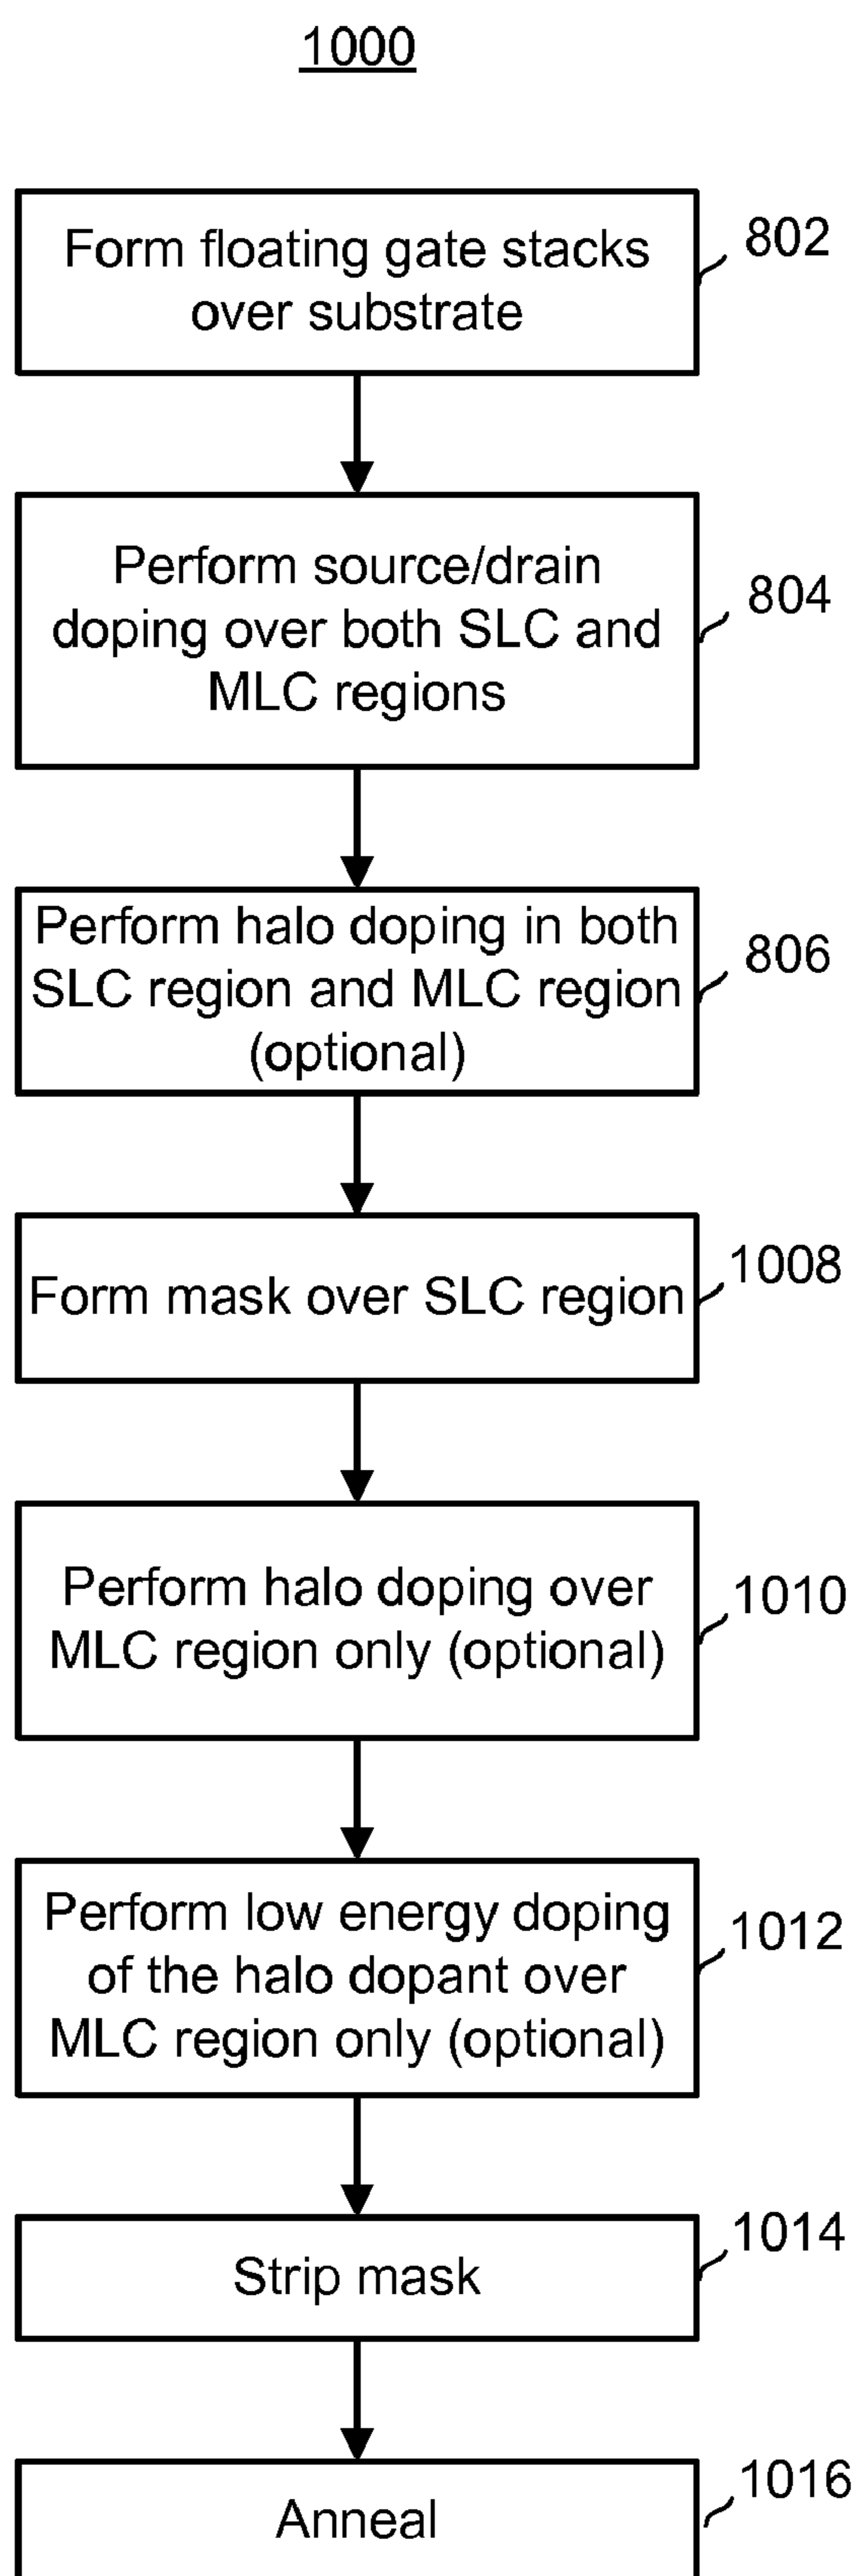 1000
Form floating gate stacks
over substrate
802
Perform source/drain
doping over both SLC and
MLC regions
804
Perform halo doping in both
SLC region and MLC region
(optional)
806
Form mask over SLC region
1008
Perform halo doping over
MLC region only (optional)
1010
Perform low energy doping
of the halo dopant over
MLC region only (optional)
1012
Strip mask
1014
Anneal
1016